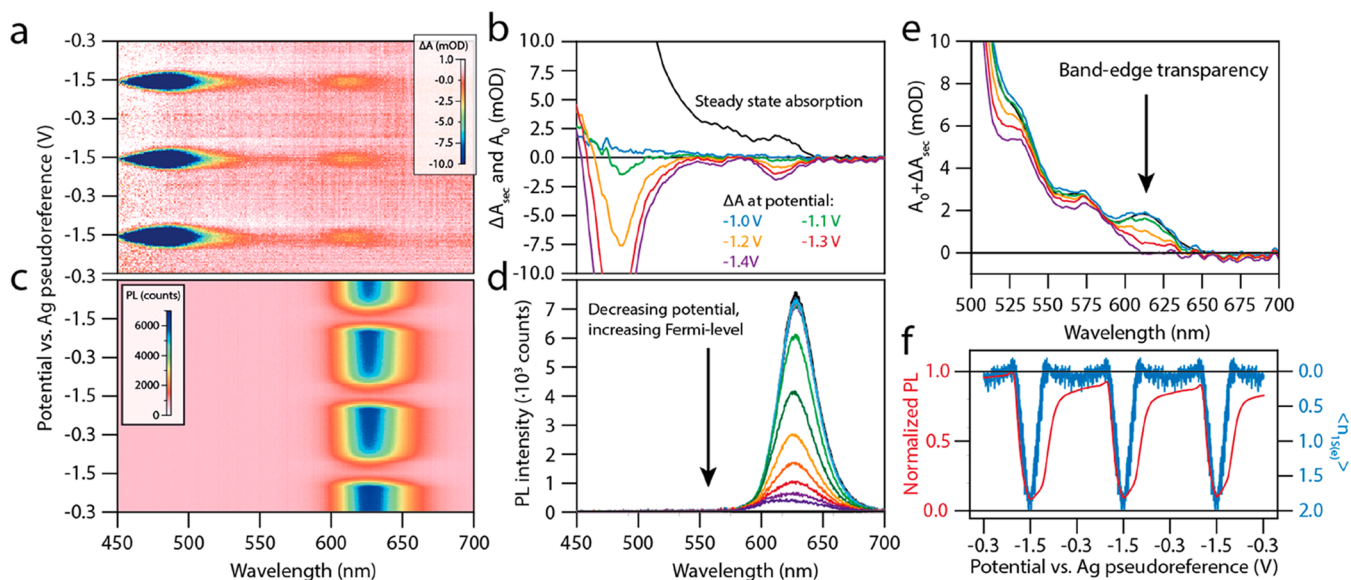 a
-0.3
-1.5
-0.3
-1.5
-0.3
-1.5
-0.3
-1.5
-0.3
-1.5
-0.3
-1.5
-0.3
Potential vs. Ag pseudoreference (V)
ΔA (mOD)
1.0
0.0
-2.5
-5.0
-7.5
-10.0
c
PL (counts)
6000
4000
2000
0
450 500 550 600 650 700
Wavelength (nm)
b
10.0
7.5
5.0
2.5
0.0
-2.5
-5.0
-7.5
-10.0
ΔAsec and A0 (mOD)
Steady state absorption
ΔA at potential:
-1.0 V -1.1 V
-1.2 V -1.3 V
-1.4V
d
7
6
5
4
3
2
1
0
PL intensity (·10³ counts)
Decreasing potential,
increasing Fermi-level
450 500 550 600 650 700
Wavelength (nm)
e
10
8
6
4
2
0
A0+ΔAsec (mOD)
Band-edge transparency
500 525 550 575 600 625 650 675 700
Wavelength (nm)
f
1.0
0.5
0.0
Normalized PL
0.0
0.5
1.0
1.5
2.0
<n1S(e)>
-0.3 -1.5 -0.3 -1.5 -0.3 -1.5 -0.3
Potential vs. Ag pseudoreference (V)